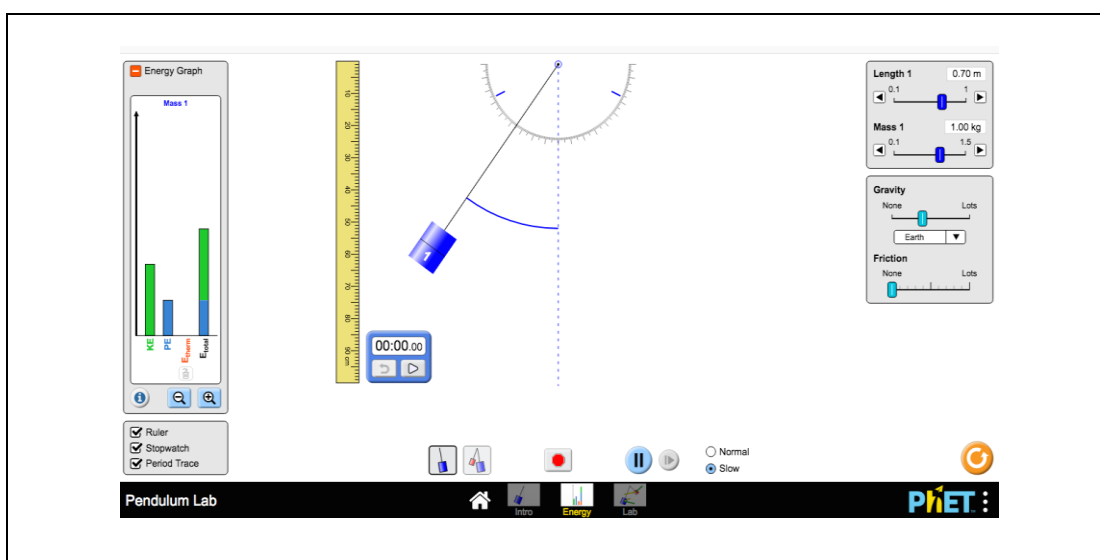 Energy Graph
Mass 1
KE
PE
Etherm
Etotal
Ruler
Stopwatch
Period Trace
10
20
30
40
50
60
70
80
90 cm
1
00:00.00
Length 1 0.70 m
0.1 1
Mass 1 1.00 kg
0.1 1.5
Gravity
None Lots
Earth
Friction
None Lots
Normal
Slow
Pendulum Lab
Intro
Energy
Lab
PhET